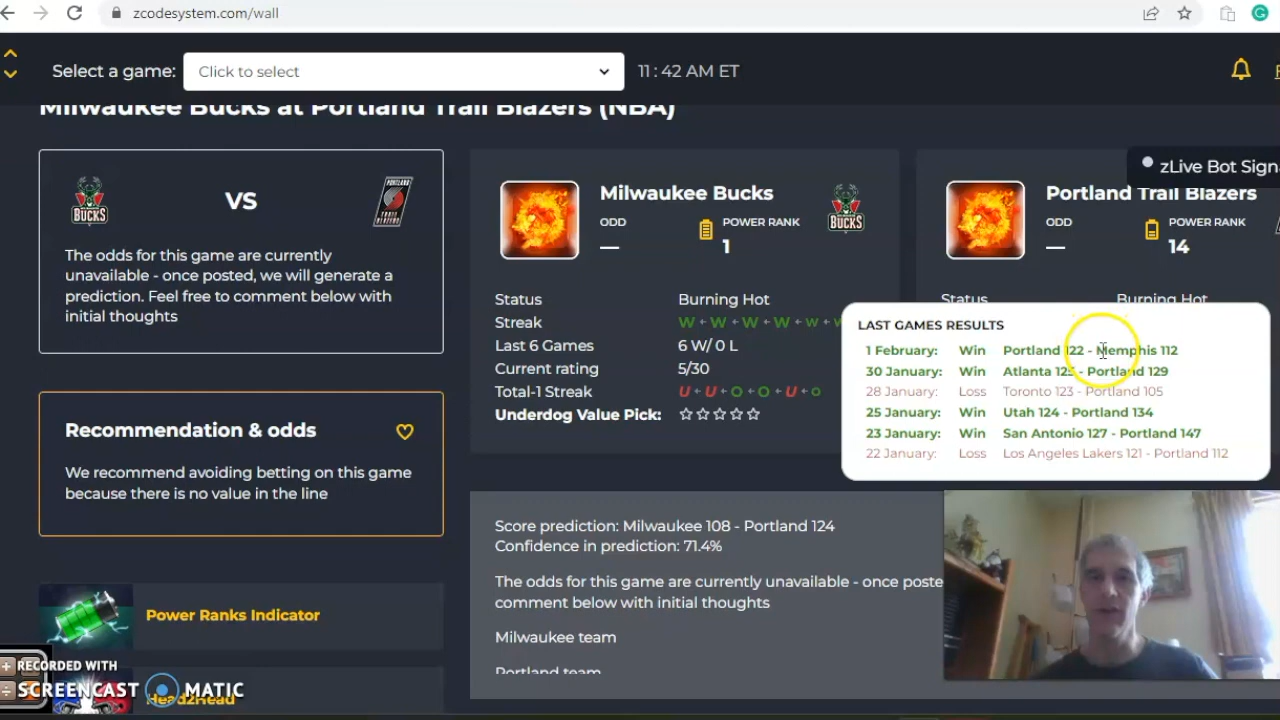 zcodesystem.com/wall
Select a game:
Click to select
11:42 AM ET
Milwaukee Bucks at Portland Trail Blazers (NBA)
BUCKS
VS
PORTLAND
The odds for this game are currently
unavailable - once posted, we will generate a
prediction. Feel free to comment below with
initial thoughts
Recommendation & odds
We recommend avoiding betting on this game
because there is no value in the line
Power Ranks Indicator
Head2Head
Milwaukee Bucks
ODD
—
POWER RANK
1
BUCKS
Status Burning Hot
Streak W W W W W W
Last 6 Games 6 W/ 0 L
Current rating 5/30
Total-1 Streak U U O O U O
Underdog Value Pick:
zLive Bot Sign
Portland Trail Blazers
ODD
—
POWER RANK
14
Status Burning Hot
LAST GAMES RESULTS
1 February: Win Portland 122 - Memphis 112
30 January: Win Atlanta 125 - Portland 129
28 January: Loss Toronto 123 - Portland 105
25 January: Win Utah 124 - Portland 134
23 January: Win San Antonio 127 - Portland 147
22 January: Loss Los Angeles Lakers 121 - Portland 112
Score prediction: Milwaukee 108 - Portland 124
Confidence in prediction: 71.4%
The odds for this game are currently unavailable - once poste
comment below with initial thoughts
Milwaukee team
Portland team
RECORDED WITH
SCREENCAST MATIC